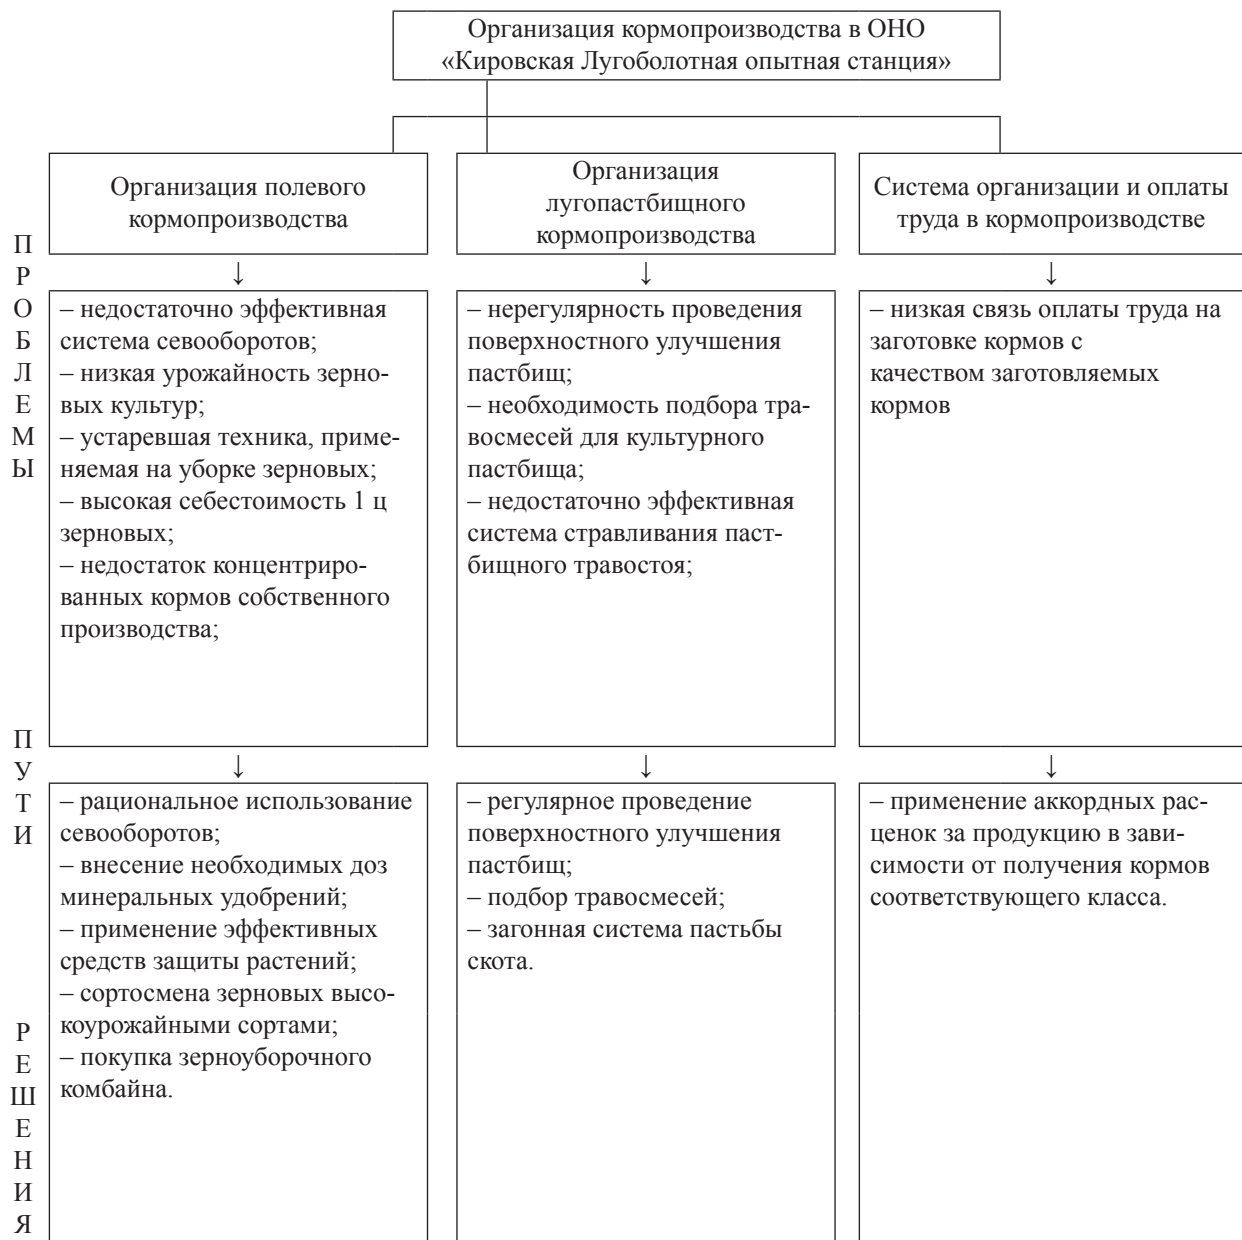 Организация кормопроизводства в ОНО
«Кировская Лугоболотная опытная станция»
Организация полевого
кормопроизводства
Организация
лугопастбищного
кормопроизводства
Система организации и оплаты
труда в кормопроизводстве
П
Р
О
Б
Л
Е
М
Ы
↓
↓
↓
– недостаточно эффективная
система севооборотов;
– низкая урожайность зерно-
вых культур;
– устаревшая техника, приме-
няемая на уборке зерновых;
– высокая себестоимость 1 ц
зерновых;
– недостаток концентриро-
ванных кормов собственного
производства;
– нерегулярность проведения
поверхностного улучшения
пастбищ;
– необходимость подбора тра-
восмесей для культурного
пастбища;
– недостаточно эффективная
система стравливания паст-
бищного травостоя;
– низкая связь оплаты труда на
заготовке кормов с
качеством заготовляемых
кормов
П
У
Т
И
Р
Е
Ш
Е
Н
И
Я
↓
↓
↓
– рациональное использование
севооборотов;
– внесение необходимых доз
минеральных удобрений;
– применение эффективных
средств защиты растений;
– сортосмена зерновых высо-
коурожайными сортами;
– покупка зерноуборочного
комбайна.
– регулярное проведение
поверхностного улучшения
пастбищ;
– подбор травосмесей;
– загонная система пастьбы
скота.
– применение аккордных рас-
ценок за продукцию в зави-
симости от получения кормов
соответствующего класса.